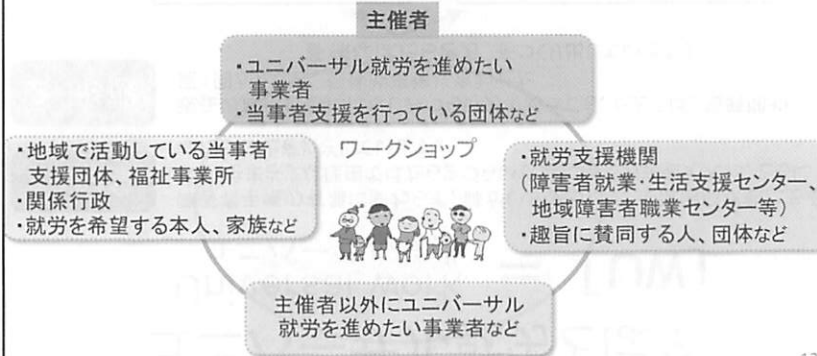 主催者
・ユニバーサル就労を進めたい
事業者
・当事者支援を行っている団体など
・地域で活動している当事者
支援団体、福祉事業所
・関係行政
・就労を希望する本人、家族など
ワークショップ
・就労支援機関
(障害者就業・生活支援センター、
地域障害者職業センター等)
・趣旨に賛同する人、団体など
主催者以外にユニバーサル
就労を進めたい事業者など